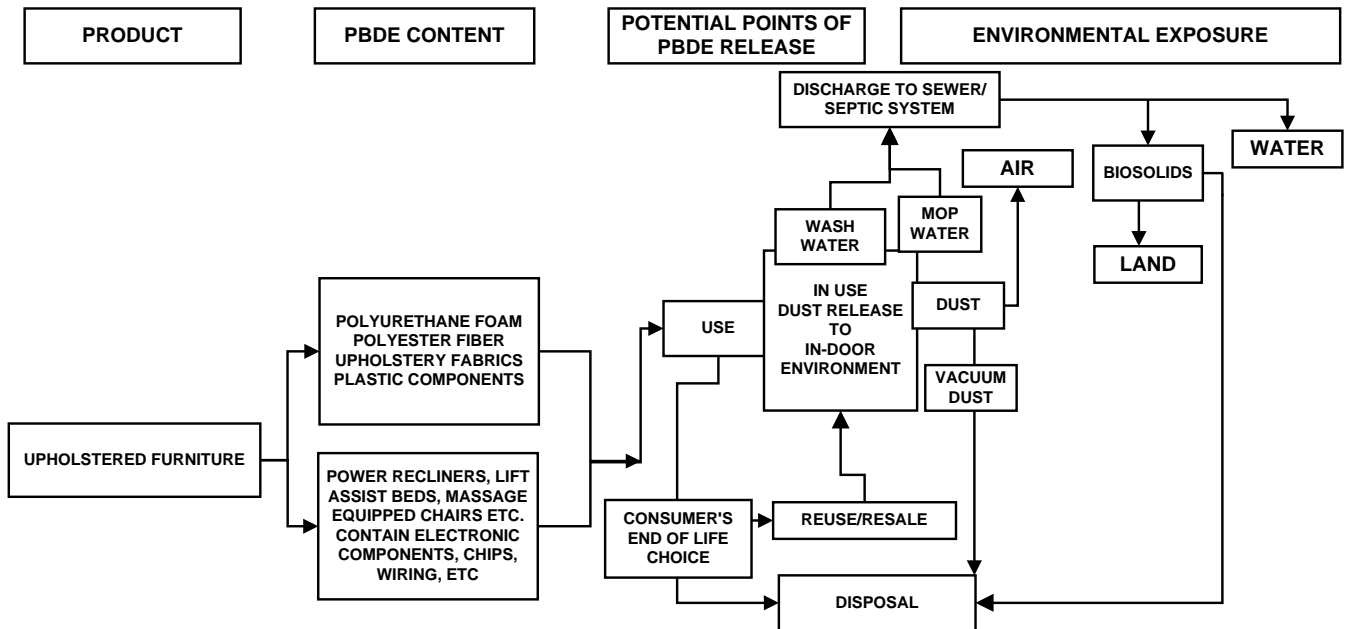 PRODUCT
PBDE CONTENT
POTENTIAL POINTS OF
PBDE RELEASE
ENVIRONMENTAL EXPOSURE
DISCHARGE TO SEWER/
SEPTIC SYSTEM
WATER
AIR
BIOSOLIDS
WASH
WATER
MOP
WATER
LAND
POLYURETHANE FOAM
POLYESTER FIBER
UPHOLSTERY FABRICS
PLASTIC COMPONENTS
USE
IN USE
DUST RELEASE
TO
IN-DOOR
ENVIRONMENT
DUST
VACUUM
DUST
UPHOLSTERED FURNITURE
POWER RECLINERS, LIFT
ASSIST BEDS, MASSAGE
EQUIPPED CHAIRS ETC.
CONTAIN ELECTRONIC
COMPONENTS, CHIPS,
WIRING, ETC
CONSUMER'S
END OF LIFE
CHOICE
REUSE/RESALE
DISPOSAL